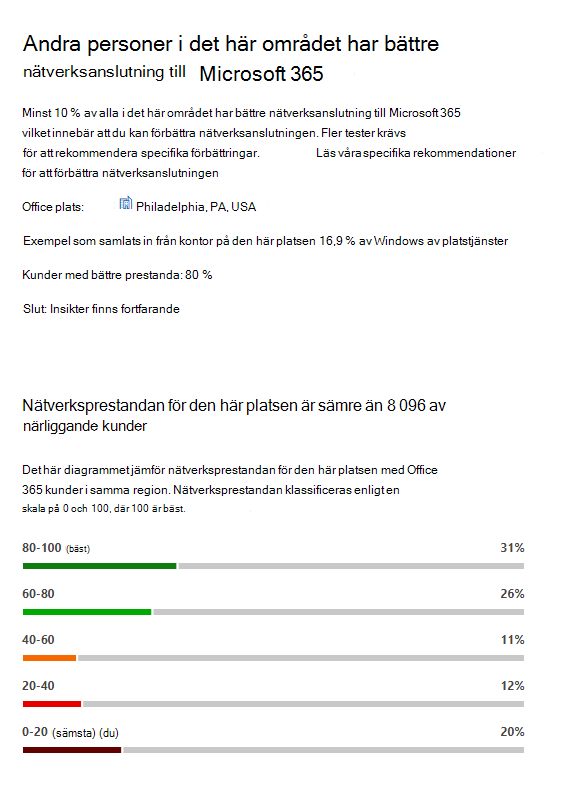 Andra personer i det här området har bättre
nätverksanslutning till Microsoft 365
Minst 10 % av alla i det här området har bättre nätverksanslutning till Microsoft 365
vilket innebär att du kan förbättra nätverksanslutningen. Fler tester krävs
för att rekommendera specifika förbättringar. Läs våra specifika rekommendationer
för att förbättra nätverksanslutningen
Office plats: Philadelphia, PA, USA
Exempel som samlats in från kontor på den här platsen 16,9 % av Windows av platstjänster
Kunder med bättre prestanda: 80 %
Slut: Insikter finns fortfarande
Nätverksprestandan för den här platsen är sämre än 8 096 av
närliggande kunder
Det här diagrammet jämför nätverksprestandan för den här platsen med Office
365 kunder i samma region. Nätverksprestandan klassificeras enligt en
skala på 0 och 100, där 100 är bäst.
80-100 (bäst) 31%
60-80 26%
40-60 11%
20-40 12%
0-20 (sämsta) (du) 20%